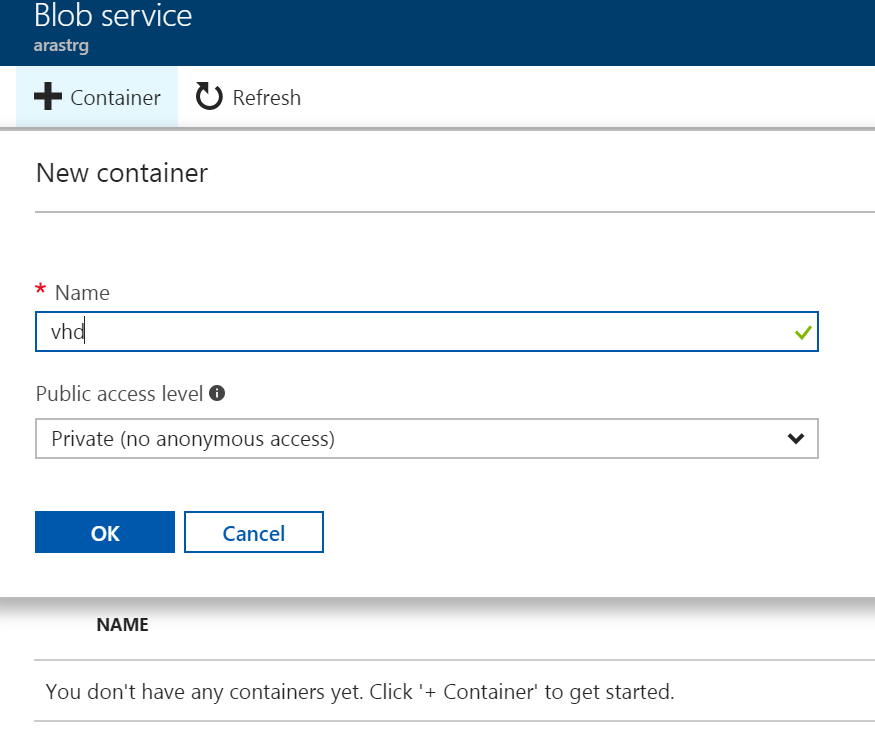 Blob service
arastrg
Container
Refresh
New container
* Name
vhd
Public access level
Private (no anonymous access)
OK
Cancel
NAME
You don't have any containers yet. Click '+ Container' to get started.